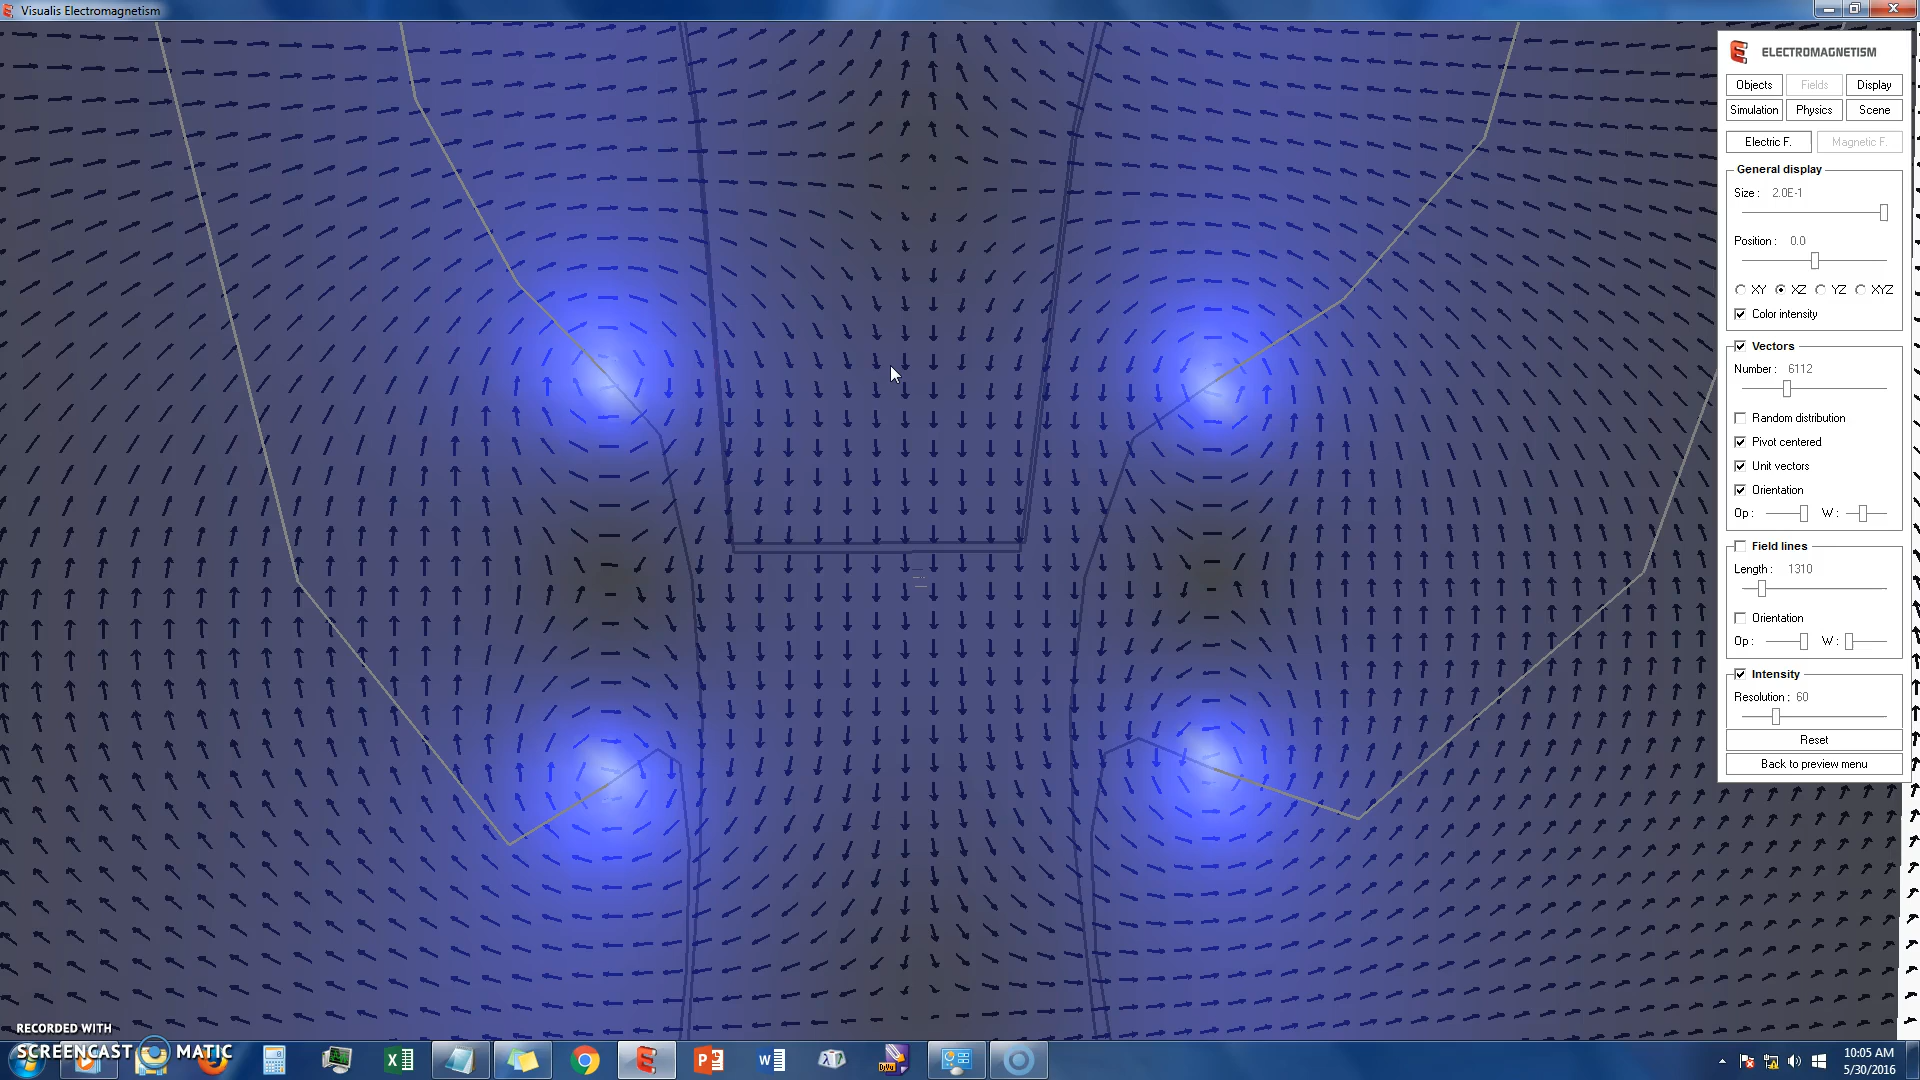 Visualis Electromagnetism
ELECTROMAGNETISM
Objects Fields Display
Simulation Physics Scene
Electric F. Magnetic F.
General display
Size : 2.0E-1
Position : 0.0
XY XZ YZ XYZ
Color intensity
Vectors
Number : 6112
Random distribution
Pivot centered
Unit vectors
Orientation
Op : W :
Field lines
Length : 1310
Orientation
Op : W :
Intensity
Resolution : 60
Reset
Back to preview menu
RECORDED WITH
SCREENCAST MATIC
10:05 AM
5/30/2016